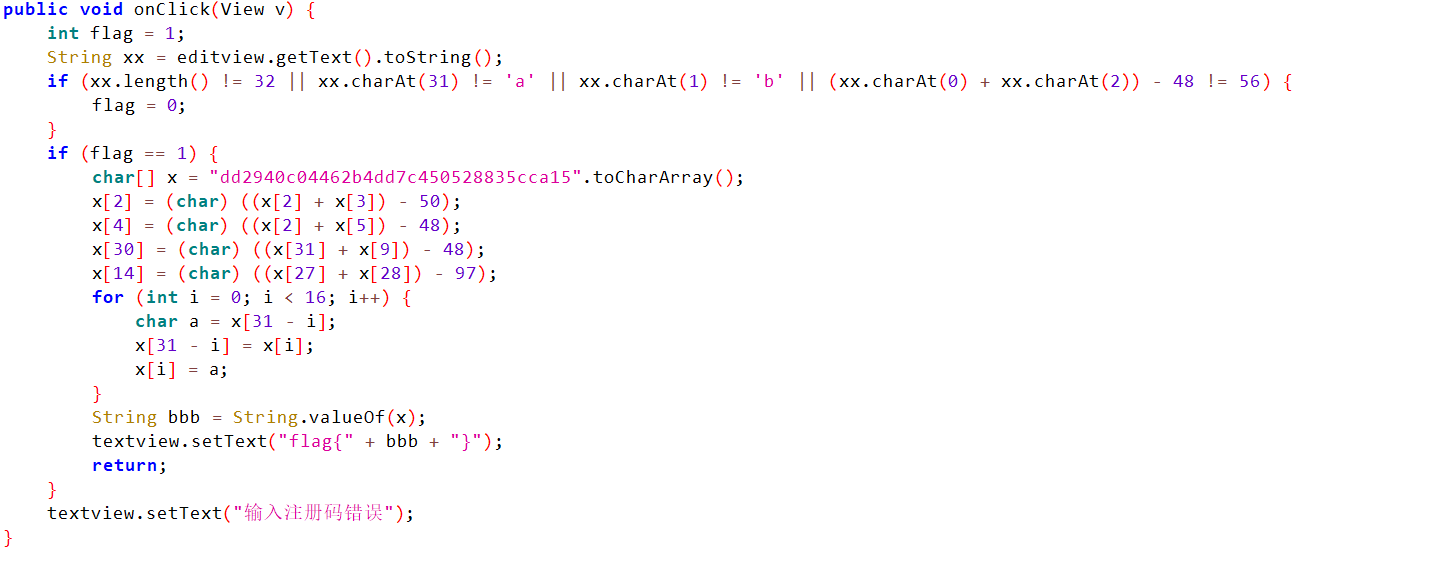 public void onClick(View v) {
    int flag = 1;
    String xx = editview.getText().toString();
    if (xx.length() != 32 || xx.charAt(31) != 'a' || xx.charAt(1) != 'b' || (xx.charAt(0) + xx.charAt(2)) - 48 != 56) {
        flag = 0;
    }
    if (flag == 1) {
        char[] x = "dd2940c04462b4dd7c450528835cca15".toCharArray();
        x[2] = (char) ((x[2] + x[3]) - 50);
        x[4] = (char) ((x[2] + x[5]) - 48);
        x[30] = (char) ((x[31] + x[9]) - 48);
        x[14] = (char) ((x[27] + x[28]) - 97);
        for (int i = 0; i < 16; i++) {
            char a = x[31 - i];
            x[31 - i] = x[i];
            x[i] = a;
        }
        String bbb = String.valueOf(x);
        textview.setText("flag{" + bbb + "}");
        return;
    }
    textview.setText("输入注册码错误");
}